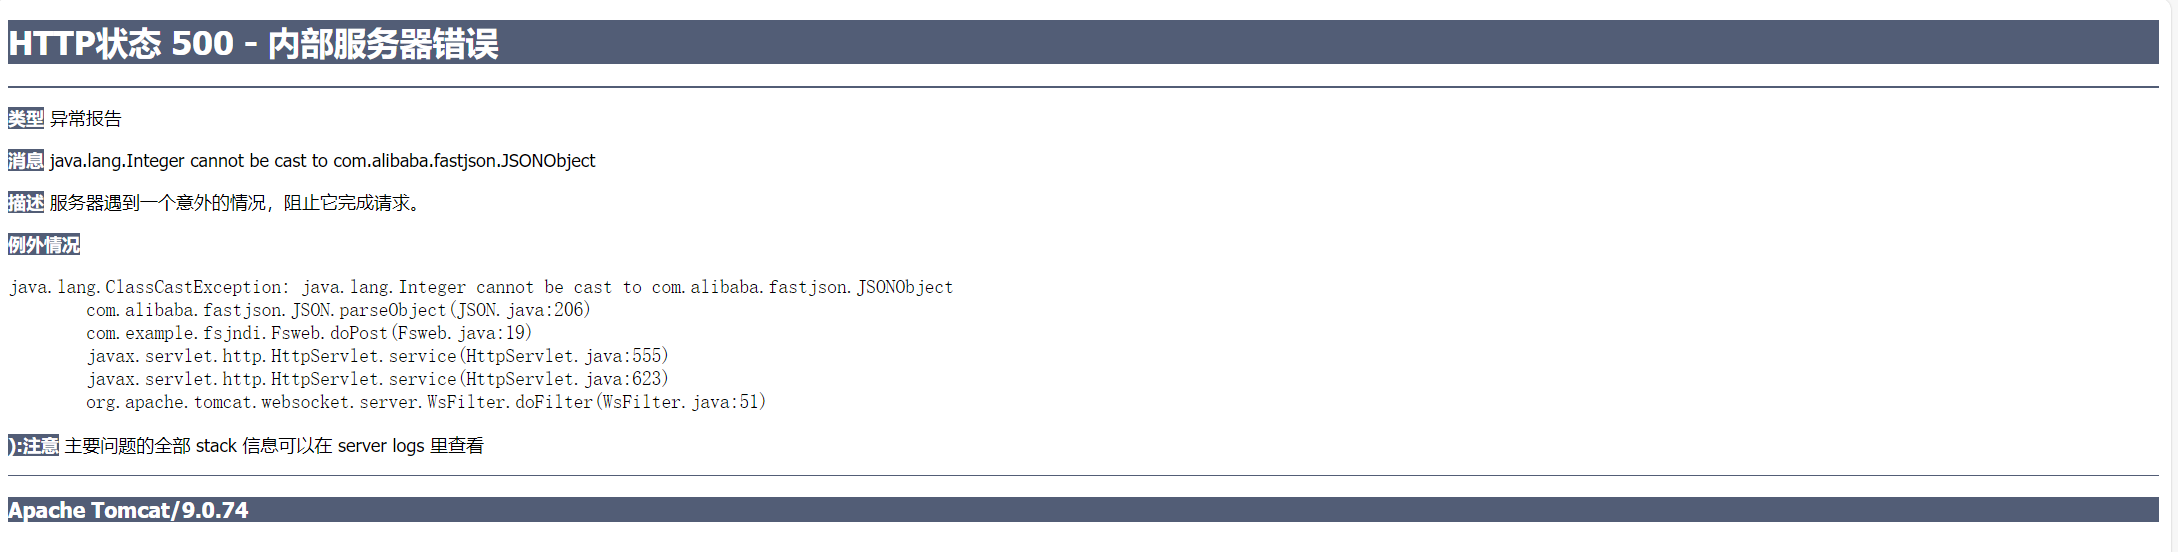 HTTP状态 500 - 内部服务器错误
类型 异常报告
消息 java.lang.Integer cannot be cast to com.alibaba.fastjson.JSONObject
描述 服务器遇到一个意外的情况，阻止它完成请求。
例外情况
java.lang.ClassCastException: java.lang.Integer cannot be cast to com.alibaba.fastjson.JSONObject
com.alibaba.fastjson.JSON.parseObject(JSON.java:206)
com.example.fsjndi.Fsweb.doPost(Fsweb.java:19)
javax.servlet.http.HttpServlet.service(HttpServlet.java:555)
javax.servlet.http.HttpServlet.service(HttpServlet.java:623)
org.apache.tomcat.websocket.server.WsFilter.doFilter(WsFilter.java:51)
):注意 主要问题的全部 stack 信息可以在 server logs 里查看
Apache Tomcat/9.0.74